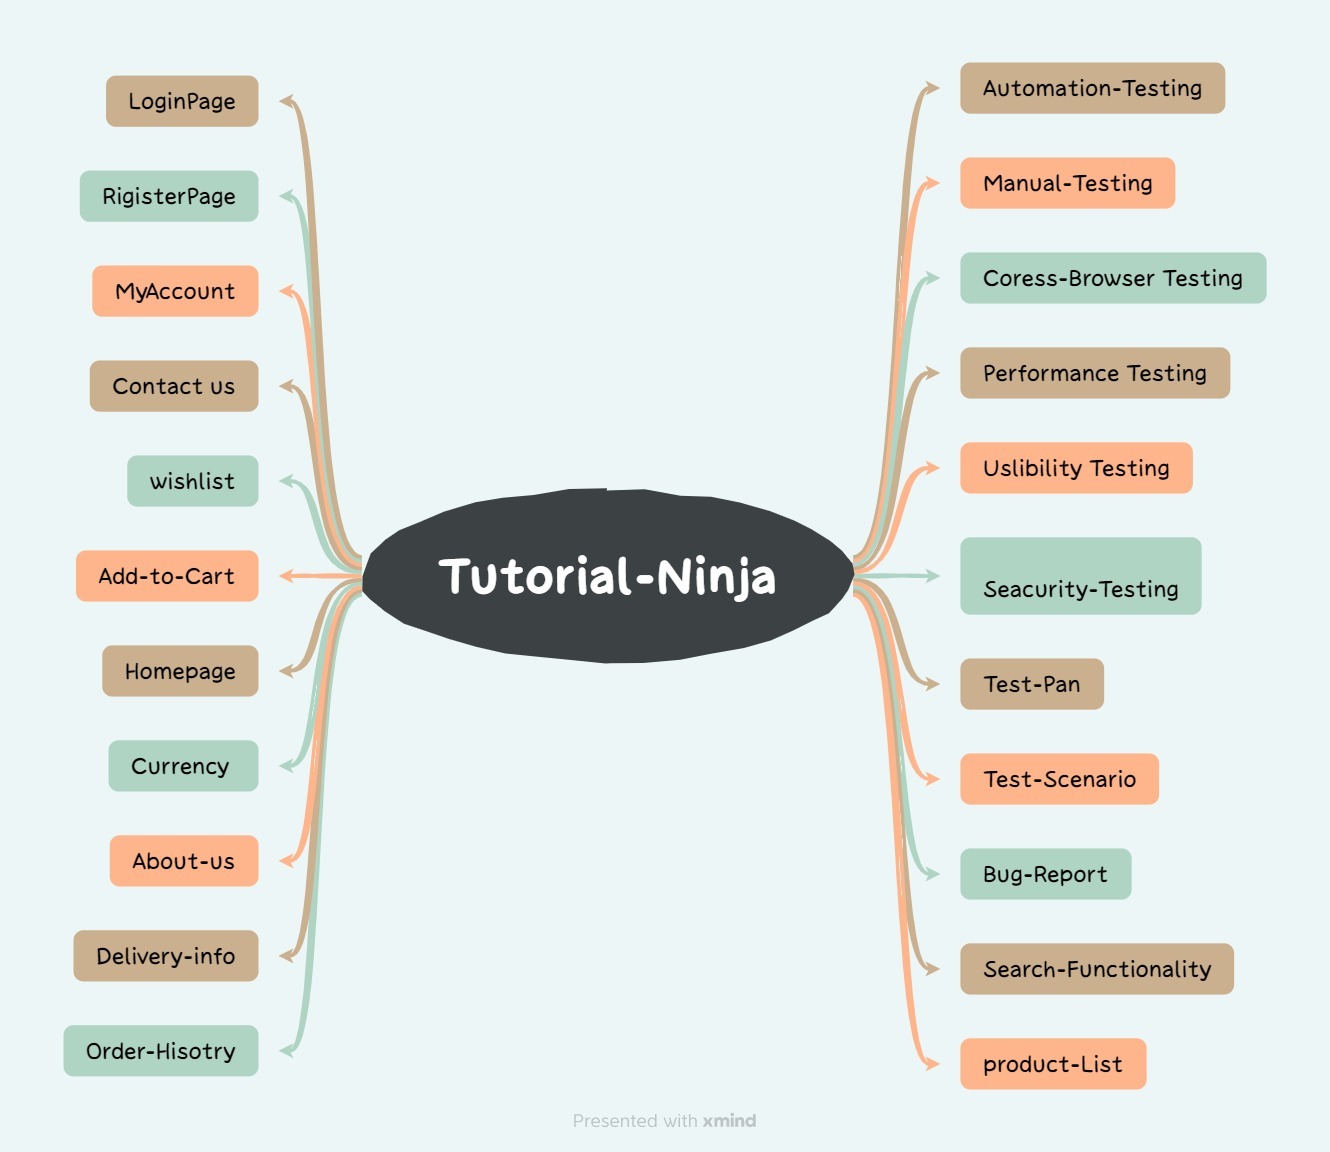 LoginPage
RigisterPage
MyAccount
Contact us
wishlist
Add-to-Cart
Homepage
Currency
About-us
Delivery-info
Order-Hisotry
Tutorial-Ninja
Automation-Testing
Manual-Testing
Coress-Browser Testing
Performance Testing
Uslibility Testing
Seacurity-Testing
Test-Pan
Test-Scenario
Bug-Report
Search-Functionality
product-List
Presented with xmind